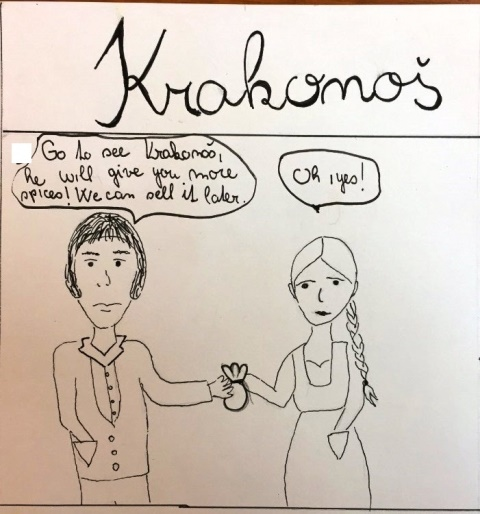 Krakonoš
Go to see Krakonoš,
he will give you more
spices! We can sell it later.
Oh, yes!